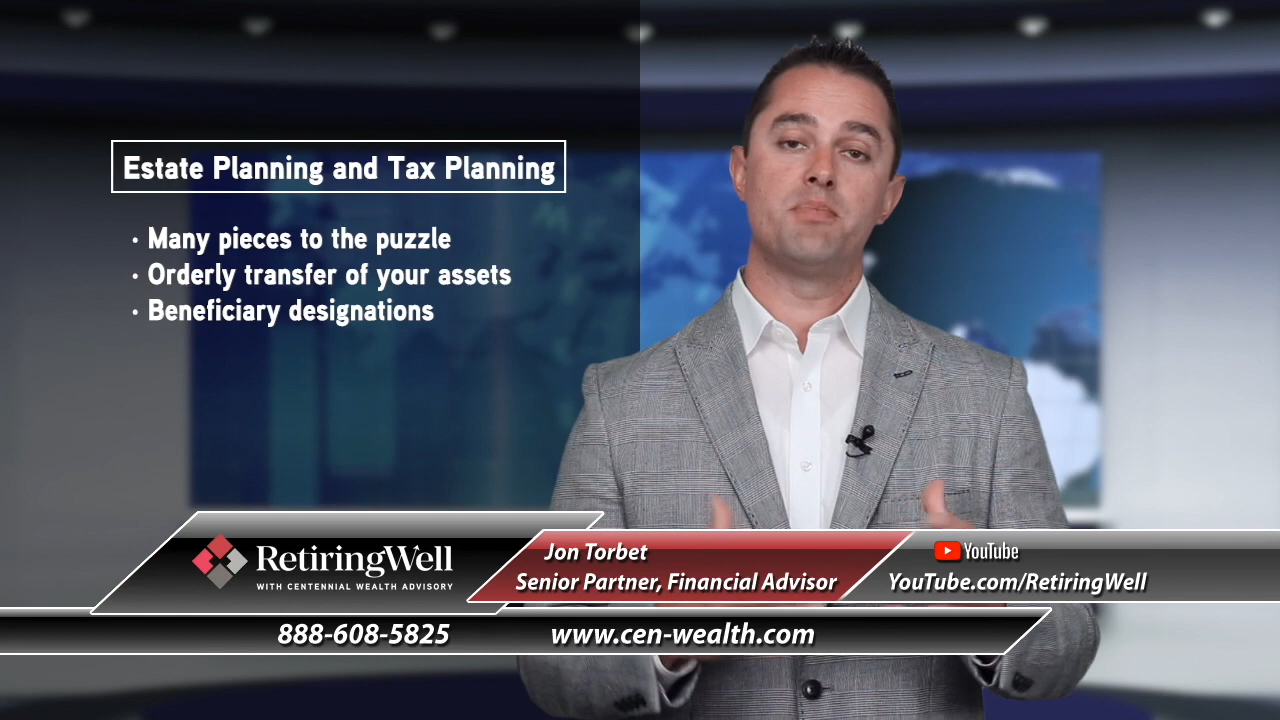 Estate Planning and Tax Planning
· Many pieces to the puzzle
· Orderly transfer of your assets
· Beneficiary designations
RetiringWell
WITH CENTENNIAL WEALTH ADVISORY
Jon Torbet
Senior Partner, Financial Advisor
YouTube
YouTube.com/RetiringWell
888-608-5825
www.cen-wealth.com